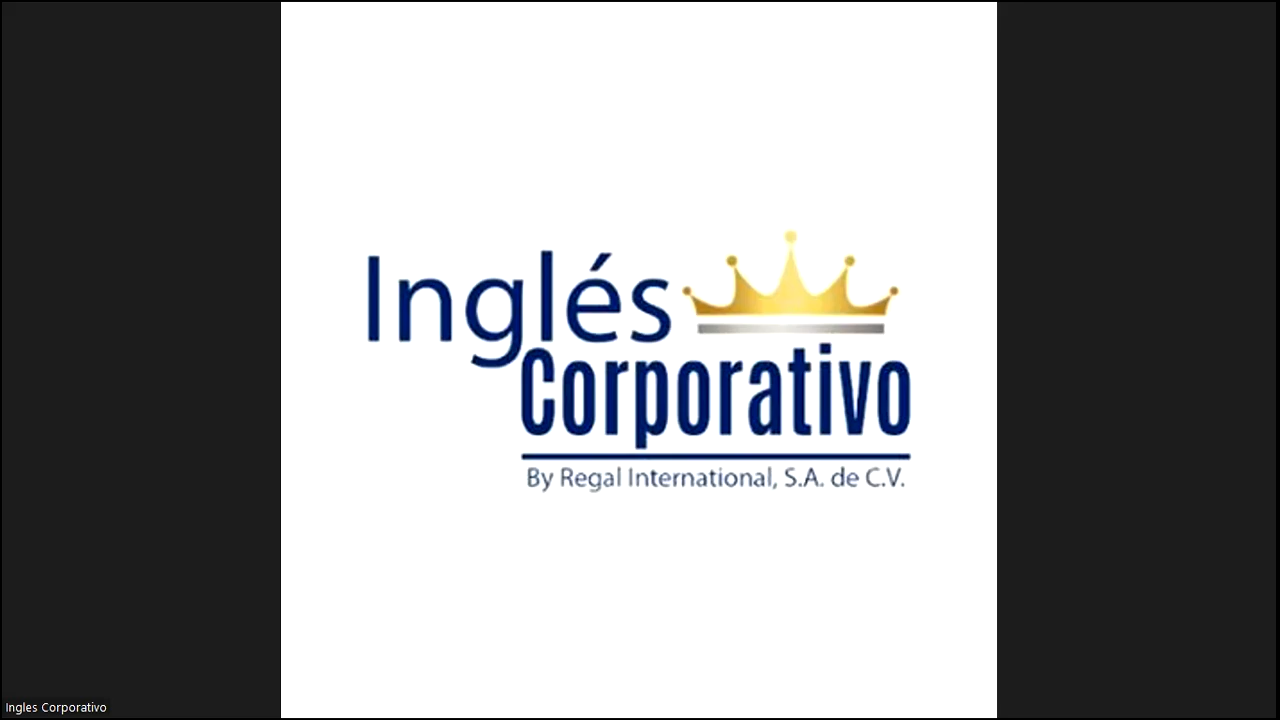 Inglés
Corporativo
By Regal International, S.A. de C.V.
Ingles Corporativo